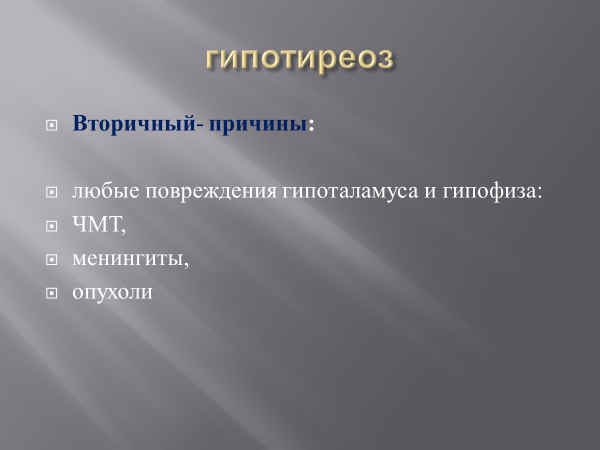 гипотиреоз
Вторичный- причины:
любые повреждения гипоталамуса и гипофиза:
ЧМТ,
менингиты,
опухоли